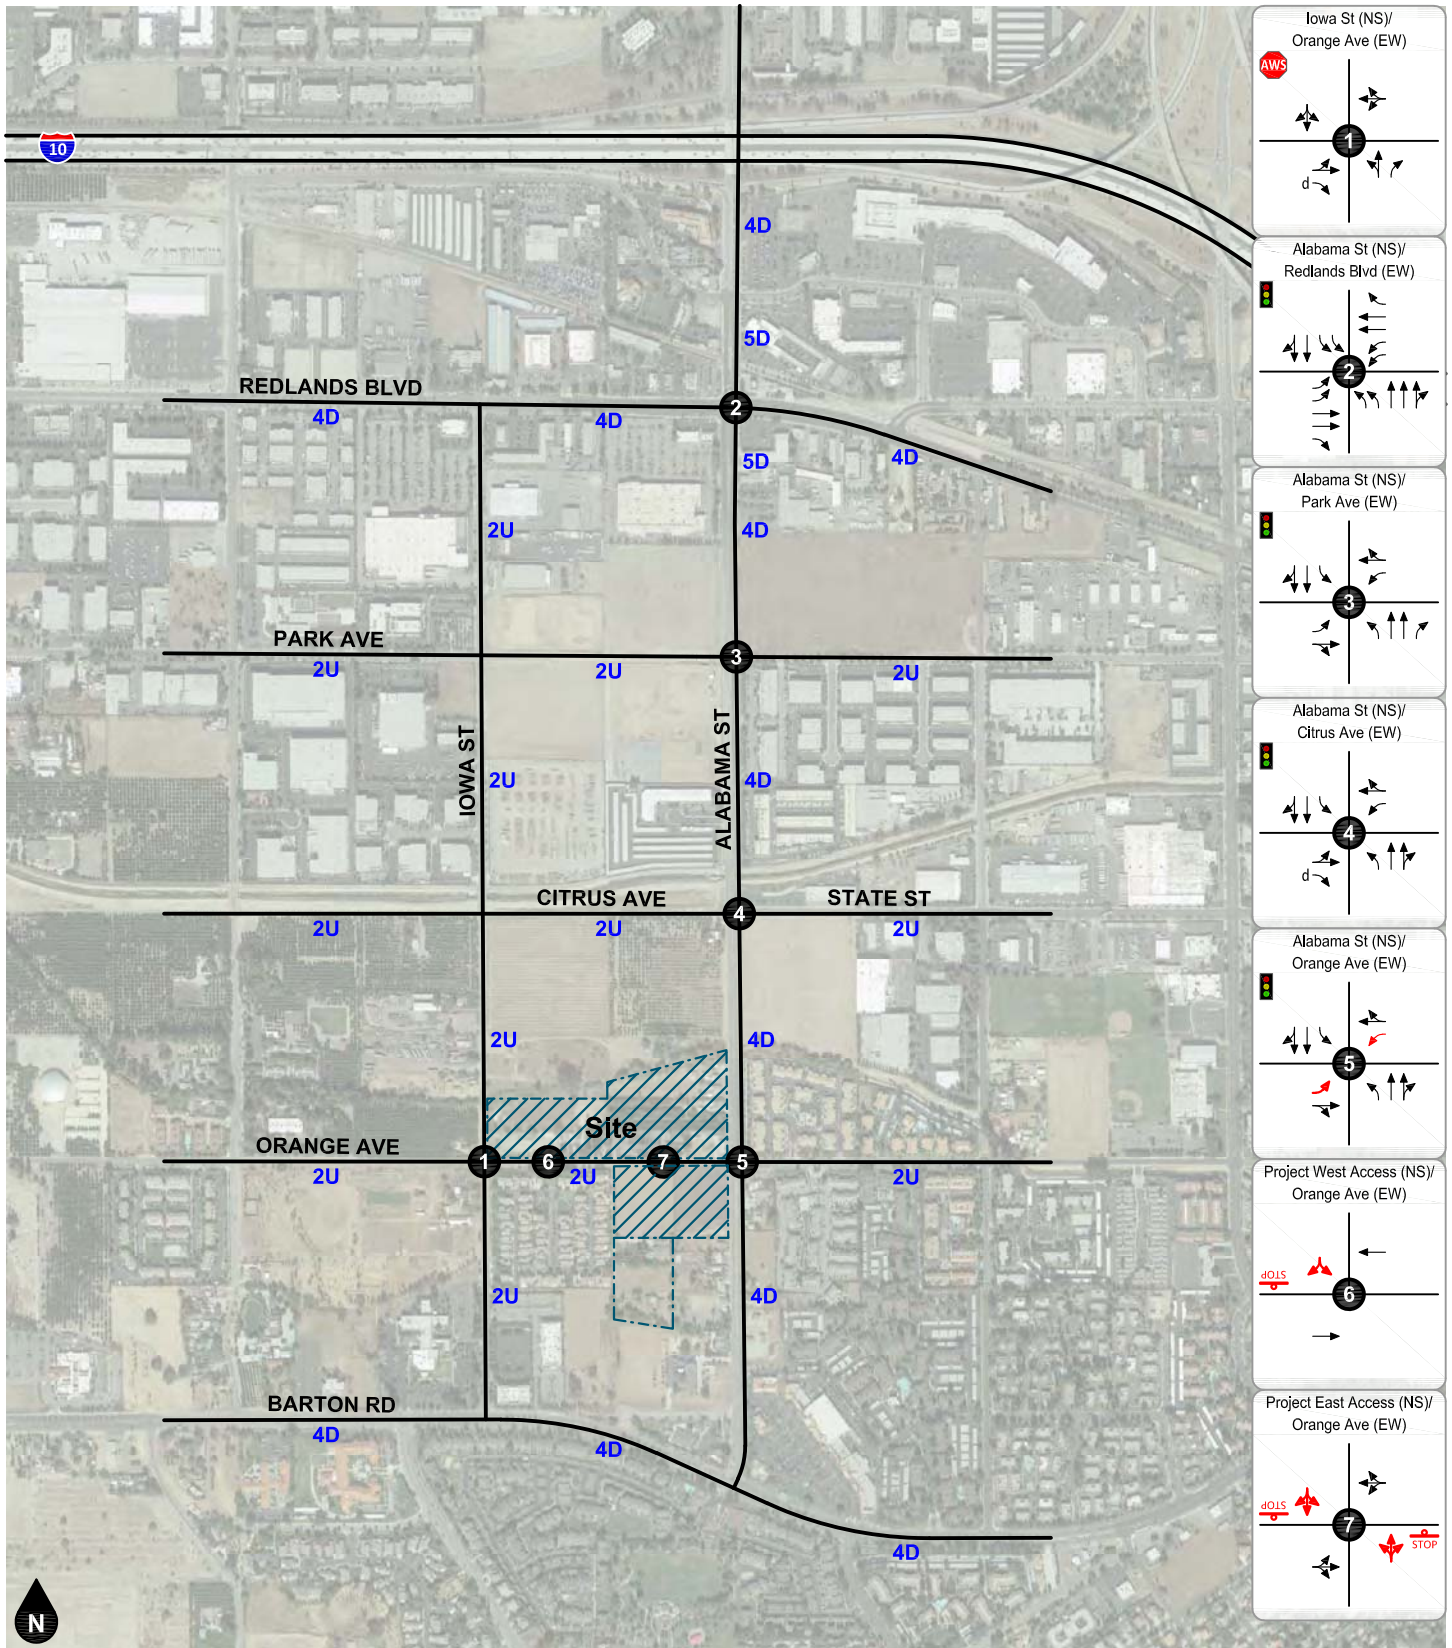 10
4D
5D
REDLANDS BLVD
4D
4D
2
5D
4D
2U
4D
PARK AVE
2U
2U
3
2U
IOWA ST
2U
ALABAMA ST
4D
CITRUS AVE
4
STATE ST
2U
2U
2U
2U
4D
Site
ORANGE AVE
1
6
7
5
2U
2U
2U
2U
4D
BARTON RD
4D
4D
4D
N
Iowa St (NS)/
Orange Ave (EW)
AWS
1
d
Alabama St (NS)/
Redlands Blvd (EW)
2
Alabama St (NS)/
Park Ave (EW)
3
Alabama St (NS)/
Citrus Ave (EW)
4
d
Alabama St (NS)/
Orange Ave (EW)
5
Project West Access (NS)/
Orange Ave (EW)
STOP
6
Project East Access (NS)/
Orange Ave (EW)
STOP
7
STOP